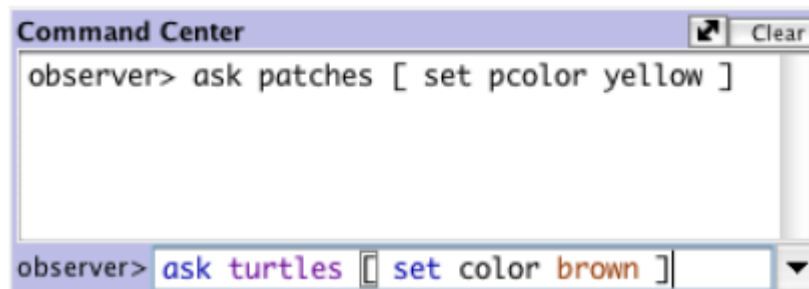 Command Center Clear
observer> ask patches [ set pcolor yellow ]
observer> ask turtles [ set color brown ]